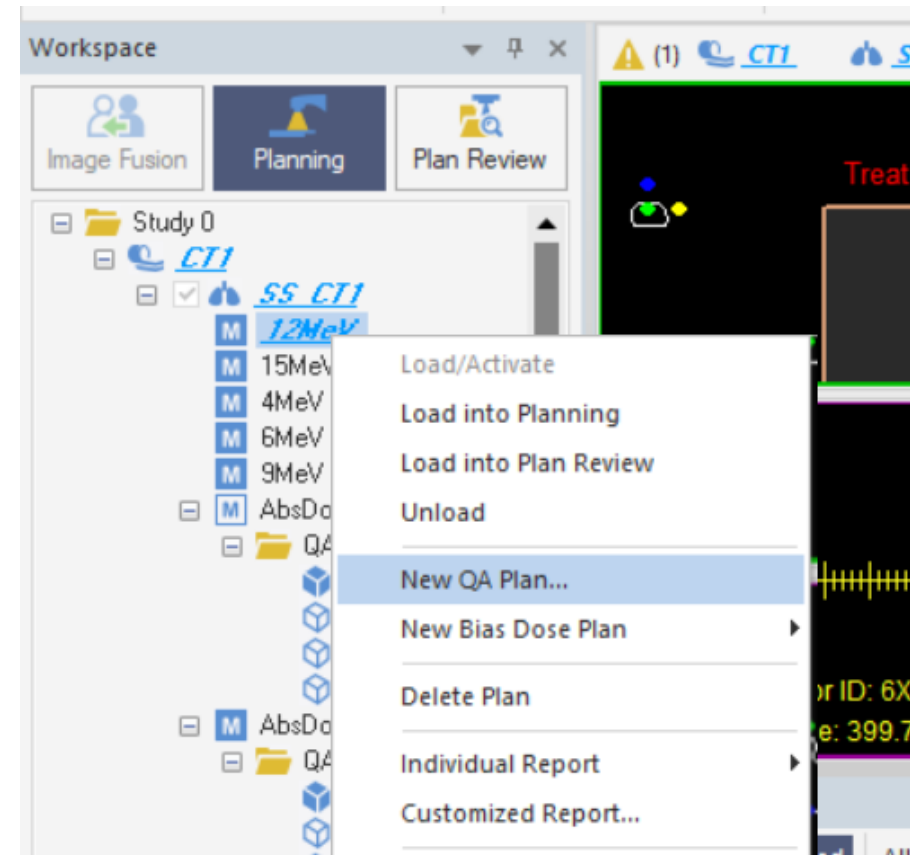 Workspace
(1) CT1
Image Fusion Planning Plan Review
Study 0
CT1
SS CT1
M 12MeV
M 15MeV
M 4MeV
M 6MeV
M 9MeV
M AbsDo
QA
M AbsDo
QA
Load/Activate
Load into Planning
Load into Plan Review
Unload
New QA Plan...
New Bias Dose Plan
Delete Plan
Individual Report
Customized Report...
Treat
or ID: 6X
e: 399.7